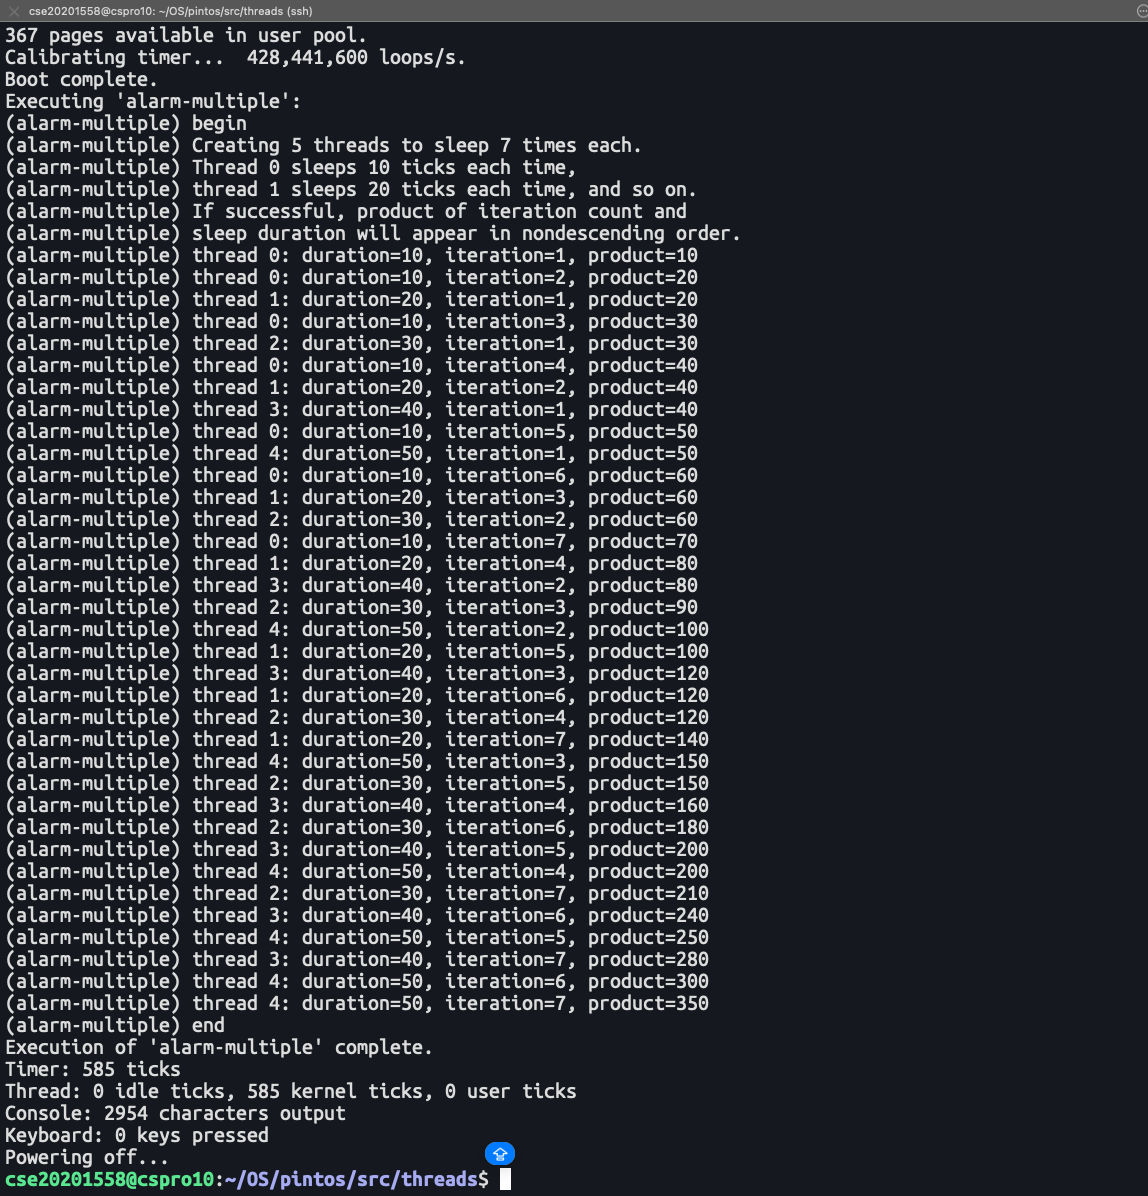 cse20201558@cspro10: ~/OS/pintos/src/threads (ssh)
367 pages available in user pool.
Calibrating timer...  428,441,600 loops/s.
Boot complete.
Executing 'alarm-multiple':
(alarm-multiple) begin
(alarm-multiple) Creating 5 threads to sleep 7 times each.
(alarm-multiple) Thread 0 sleeps 10 ticks each time,
(alarm-multiple) thread 1 sleeps 20 ticks each time, and so on.
(alarm-multiple) If successful, product of iteration count and
(alarm-multiple) sleep duration will appear in nondescending order.
(alarm-multiple) thread 0: duration=10, iteration=1, product=10
(alarm-multiple) thread 0: duration=10, iteration=2, product=20
(alarm-multiple) thread 1: duration=20, iteration=1, product=20
(alarm-multiple) thread 0: duration=10, iteration=3, product=30
(alarm-multiple) thread 2: duration=30, iteration=1, product=30
(alarm-multiple) thread 0: duration=10, iteration=4, product=40
(alarm-multiple) thread 1: duration=20, iteration=2, product=40
(alarm-multiple) thread 3: duration=40, iteration=1, product=40
(alarm-multiple) thread 0: duration=10, iteration=5, product=50
(alarm-multiple) thread 4: duration=50, iteration=1, product=50
(alarm-multiple) thread 0: duration=10, iteration=6, product=60
(alarm-multiple) thread 1: duration=20, iteration=3, product=60
(alarm-multiple) thread 2: duration=30, iteration=2, product=60
(alarm-multiple) thread 0: duration=10, iteration=7, product=70
(alarm-multiple) thread 1: duration=20, iteration=4, product=80
(alarm-multiple) thread 3: duration=40, iteration=2, product=80
(alarm-multiple) thread 2: duration=30, iteration=3, product=90
(alarm-multiple) thread 4: duration=50, iteration=2, product=100
(alarm-multiple) thread 1: duration=20, iteration=5, product=100
(alarm-multiple) thread 3: duration=40, iteration=3, product=120
(alarm-multiple) thread 1: duration=20, iteration=6, product=120
(alarm-multiple) thread 2: duration=30, iteration=4, product=120
(alarm-multiple) thread 1: duration=20, iteration=7, product=140
(alarm-multiple) thread 4: duration=50, iteration=3, product=150
(alarm-multiple) thread 2: duration=30, iteration=5, product=150
(alarm-multiple) thread 3: duration=40, iteration=4, product=160
(alarm-multiple) thread 2: duration=30, iteration=6, product=180
(alarm-multiple) thread 3: duration=40, iteration=5, product=200
(alarm-multiple) thread 4: duration=50, iteration=4, product=200
(alarm-multiple) thread 2: duration=30, iteration=7, product=210
(alarm-multiple) thread 3: duration=40, iteration=6, product=240
(alarm-multiple) thread 4: duration=50, iteration=5, product=250
(alarm-multiple) thread 3: duration=40, iteration=7, product=280
(alarm-multiple) thread 4: duration=50, iteration=6, product=300
(alarm-multiple) thread 4: duration=50, iteration=7, product=350
(alarm-multiple) end
Execution of 'alarm-multiple' complete.
Timer: 585 ticks
Thread: 0 idle ticks, 585 kernel ticks, 0 user ticks
Console: 2954 characters output
Keyboard: 0 keys pressed
Powering off...
cse20201558@cspro10:~/OS/pintos/src/threads$